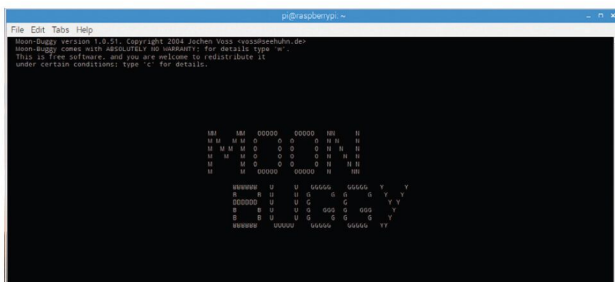 pi@raspberrypi: ~
File Edit Tabs Help
Moon-Buggy version 1.0.51. Copyright 2004 Jochen Voss <voss@seehuhn.de>
Moon-Buggy comes with ABSOLUTELY NO WARRANTY; for details type 'w'.
This is free software, and you are welcome to redistribute it
under certain conditions; type 'c' for details.
MOON
BUGGY